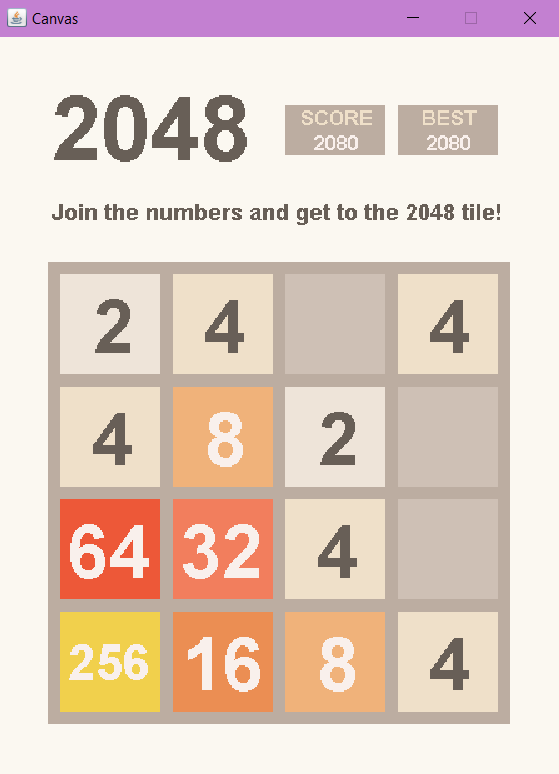 Canvas
2048
SCORE BEST
2080 2080
Join the numbers and get to the 2048 tile!
2 4 4
4 8 2
64 32 4
256 16 8 4